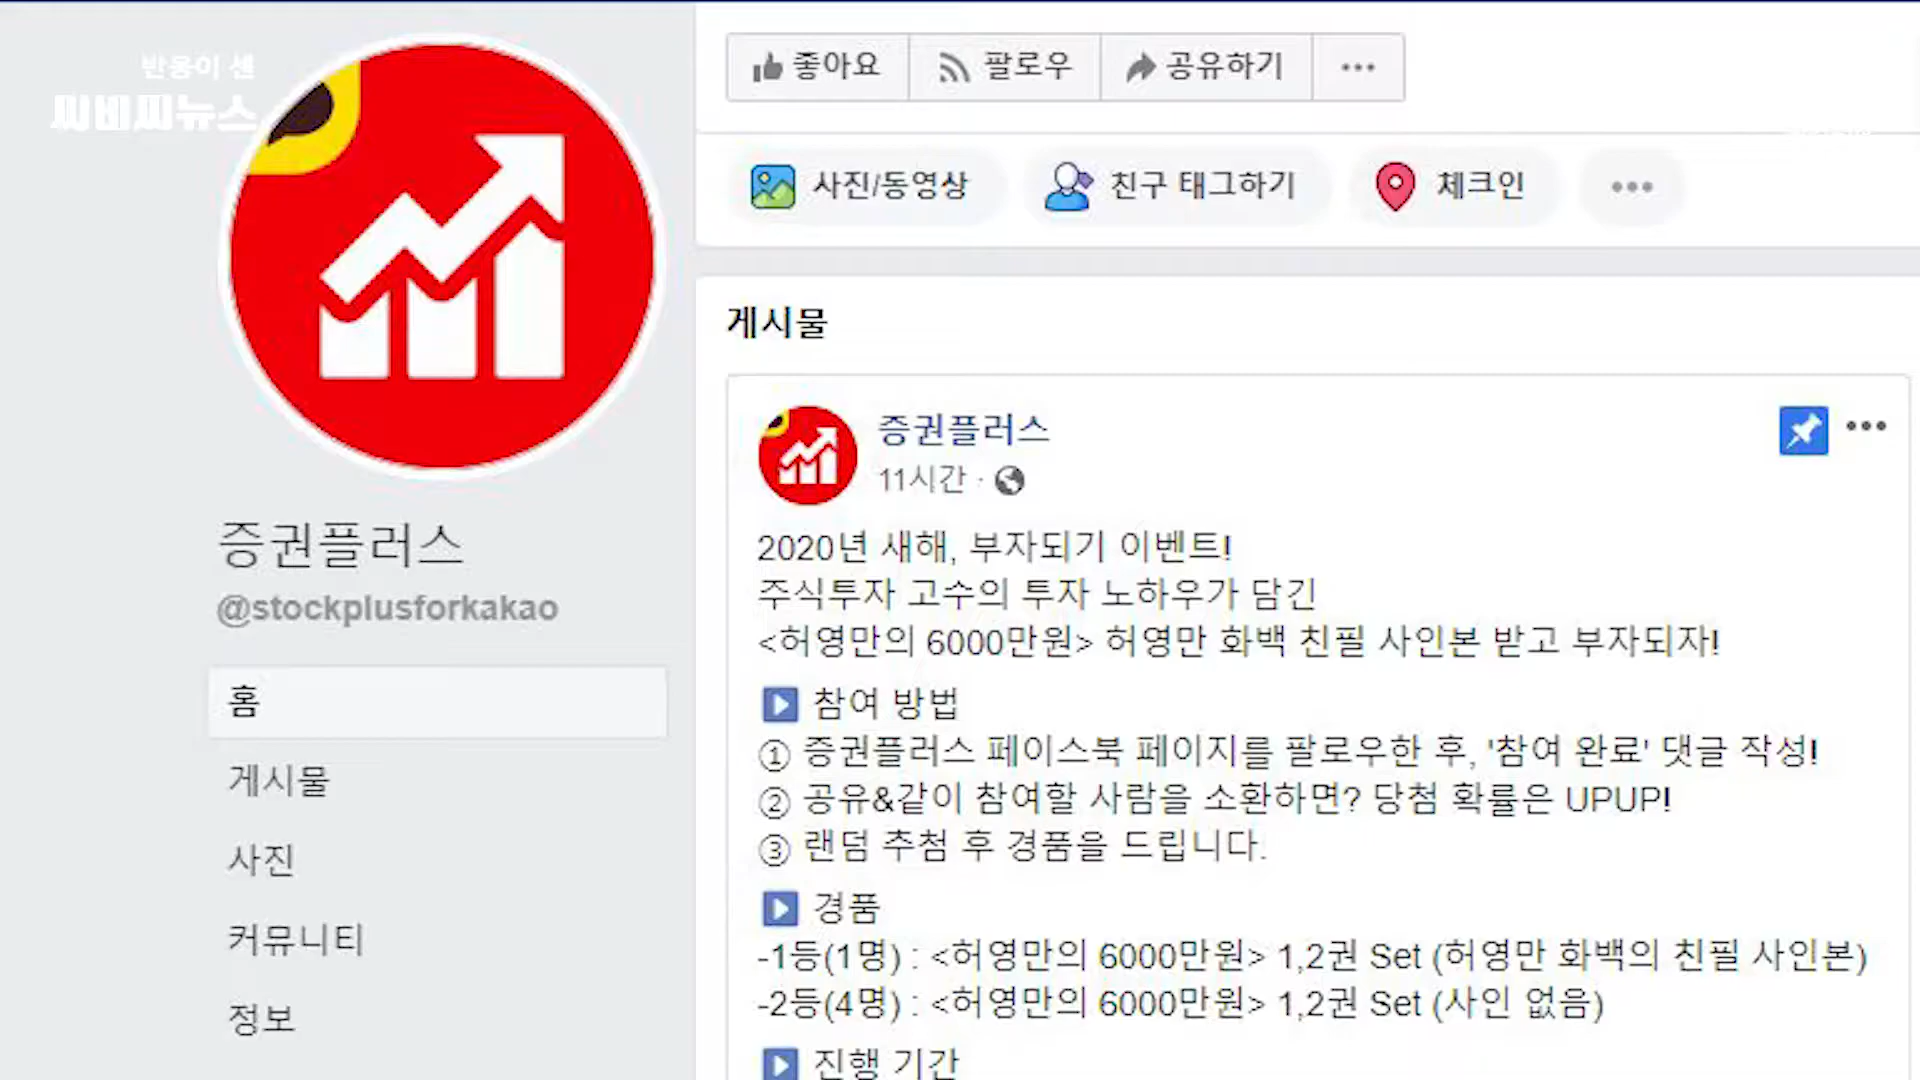 반응이 센
씨비씨뉴스
좋아요
팔로우
공유하기
사진/동영상
친구 태그하기
체크인
게시물
증권플러스
11시간 ·
2020년 새해, 부자되기 이벤트!
주식투자 고수의 투자 노하우가 담긴
<허영만의 6000만원> 허영만 화백 친필 사인본 받고 부자되자!
참여 방법
① 증권플러스 페이스북 페이지를 팔로우한 후, '참여 완료' 댓글 작성!
② 공유&같이 참여할 사람을 소환하면? 당첨 확률은 UPUP!
③ 랜덤 추첨 후 경품을 드립니다.
경품
-1등(1명) : <허영만의 6000만원> 1,2권 Set (허영만 화백의 친필 사인본)
-2등(4명) : <허영만의 6000만원> 1,2권 Set (사인 없음)
진행 기간
증권플러스
@stockplusforkakao
홈
게시물
사진
커뮤니티
정보